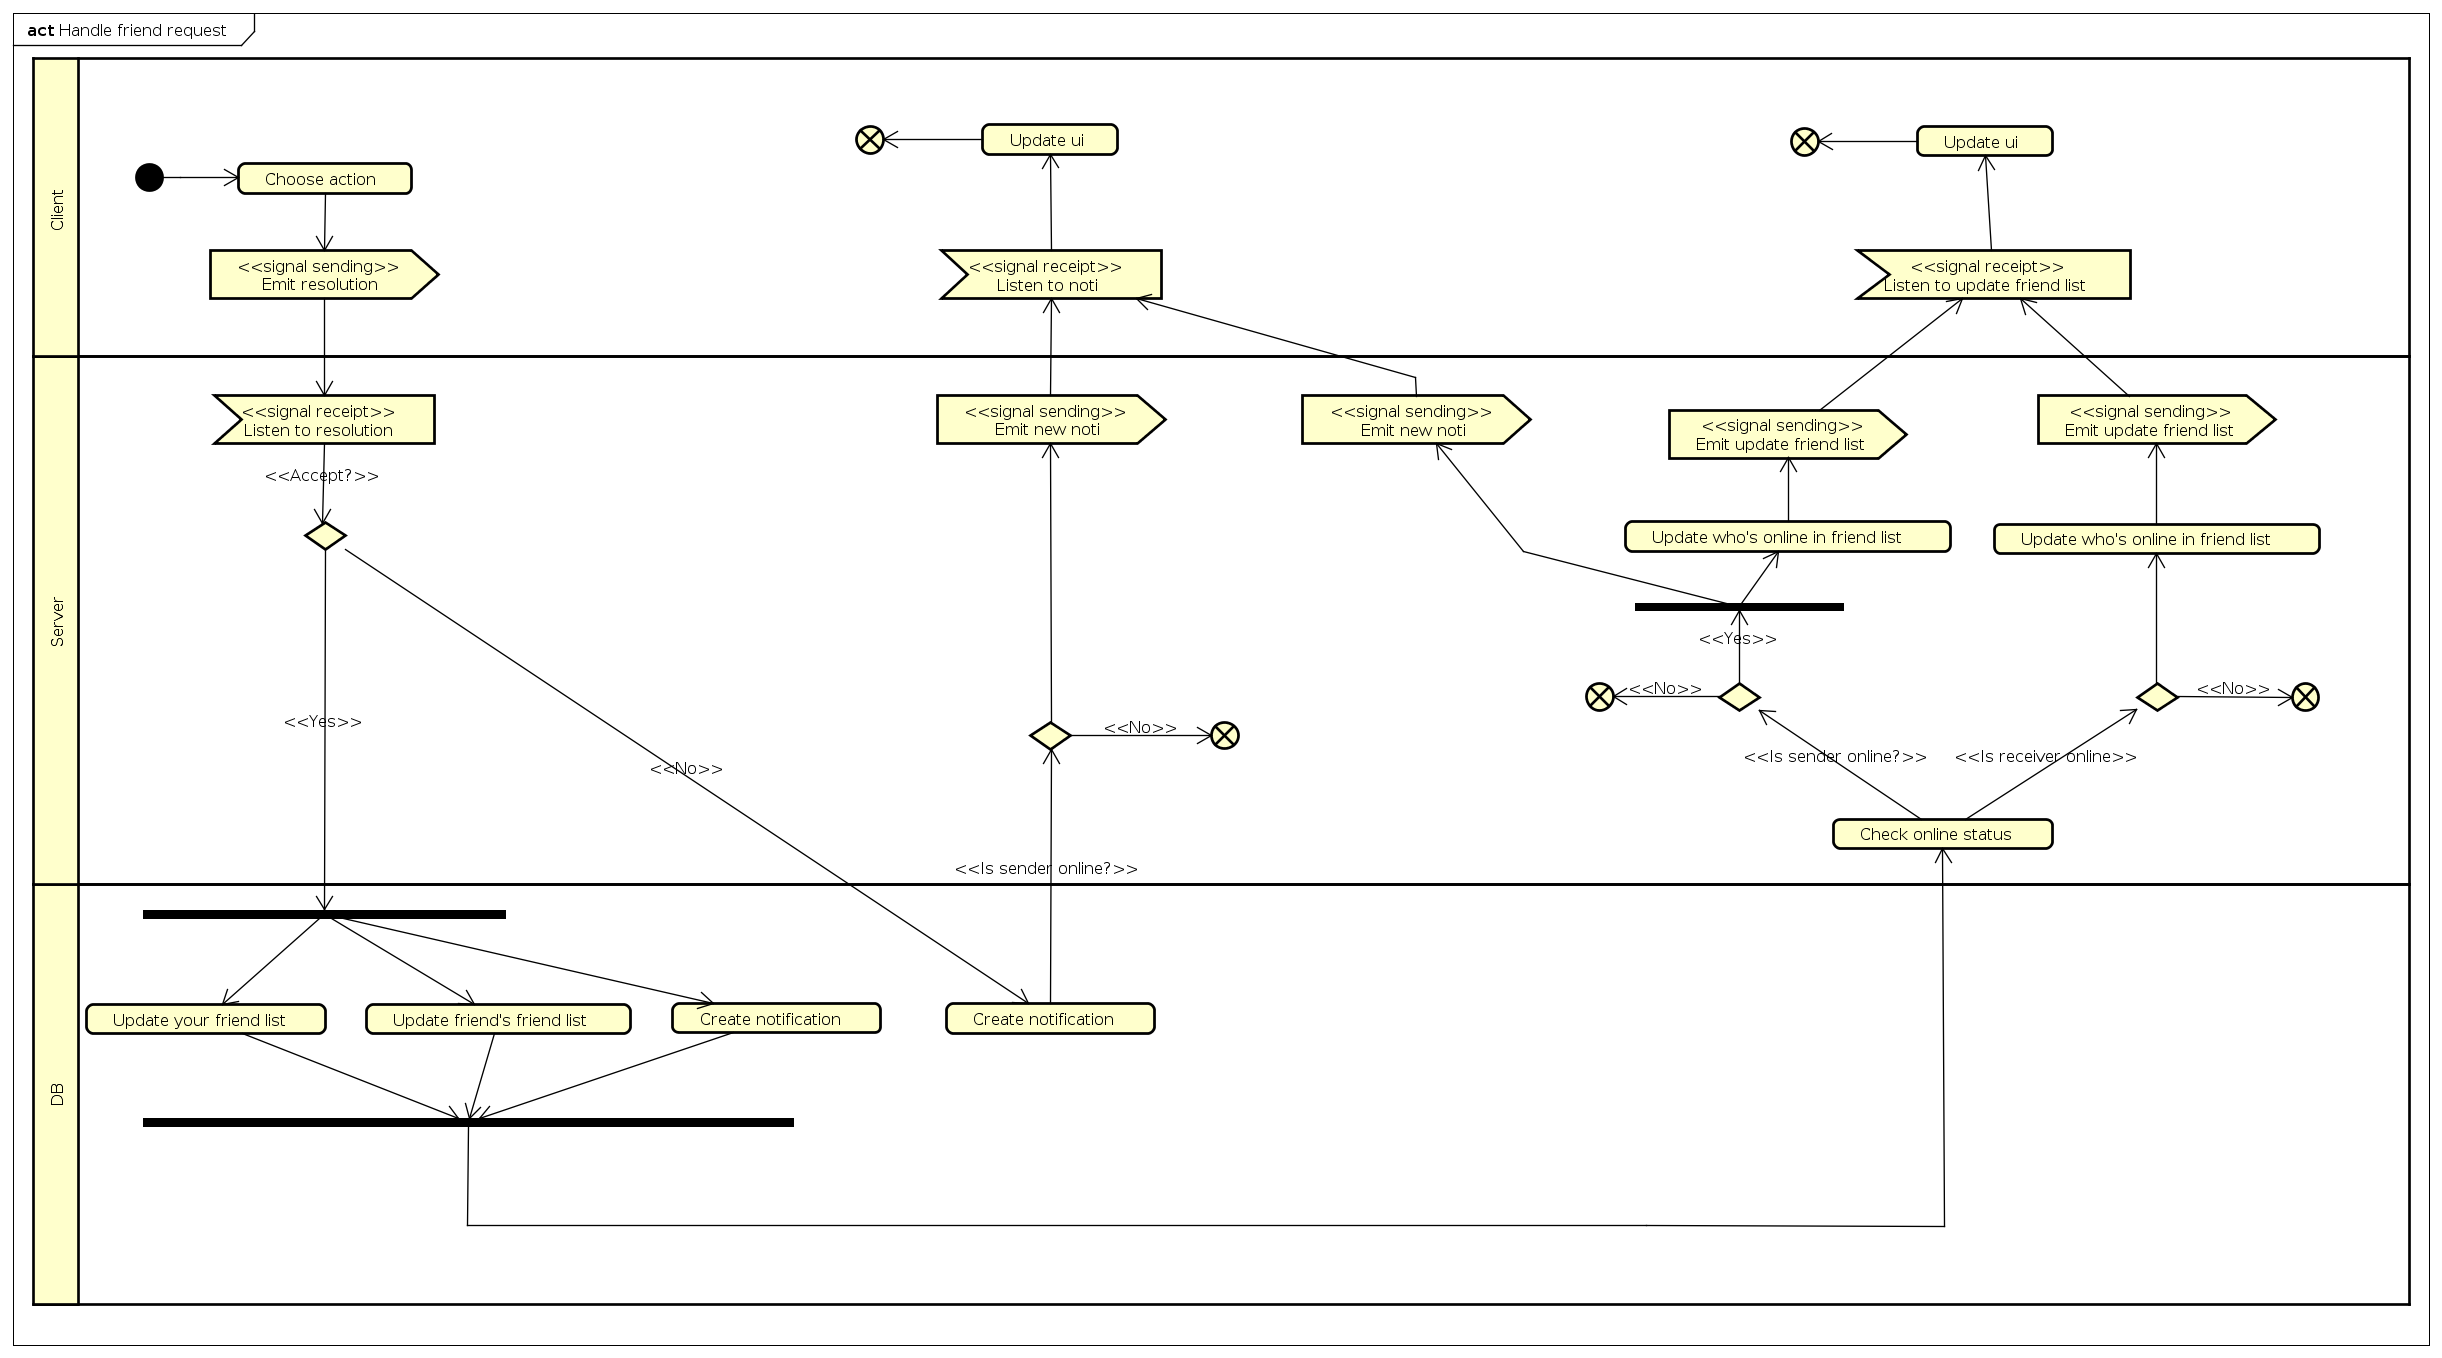 act Handle friend request
Client
Update ui
Update ui
Choose action
<<signal sending>>
Emit resolution
<<signal receipt>>
Listen to noti
<<signal receipt>>
Listen to update friend list
Server
<<signal receipt>>
Listen to resolution
<<signal sending>>
Emit new noti
<<signal sending>>
Emit new noti
<<signal sending>>
Emit update friend list
<<signal sending>>
Emit update friend list
<<Accept?>>
Update who's online in friend list
Update who's online in friend list
<<Yes>>
<<No>>
<<No>>
<<Yes>>
<<No>>
<<No>>
<<Is sender online?>>
<<Is receiver online>>
Check online status
<<Is sender online?>>
DB
Update your friend list
Update friend's friend list
Create notification
Create notification